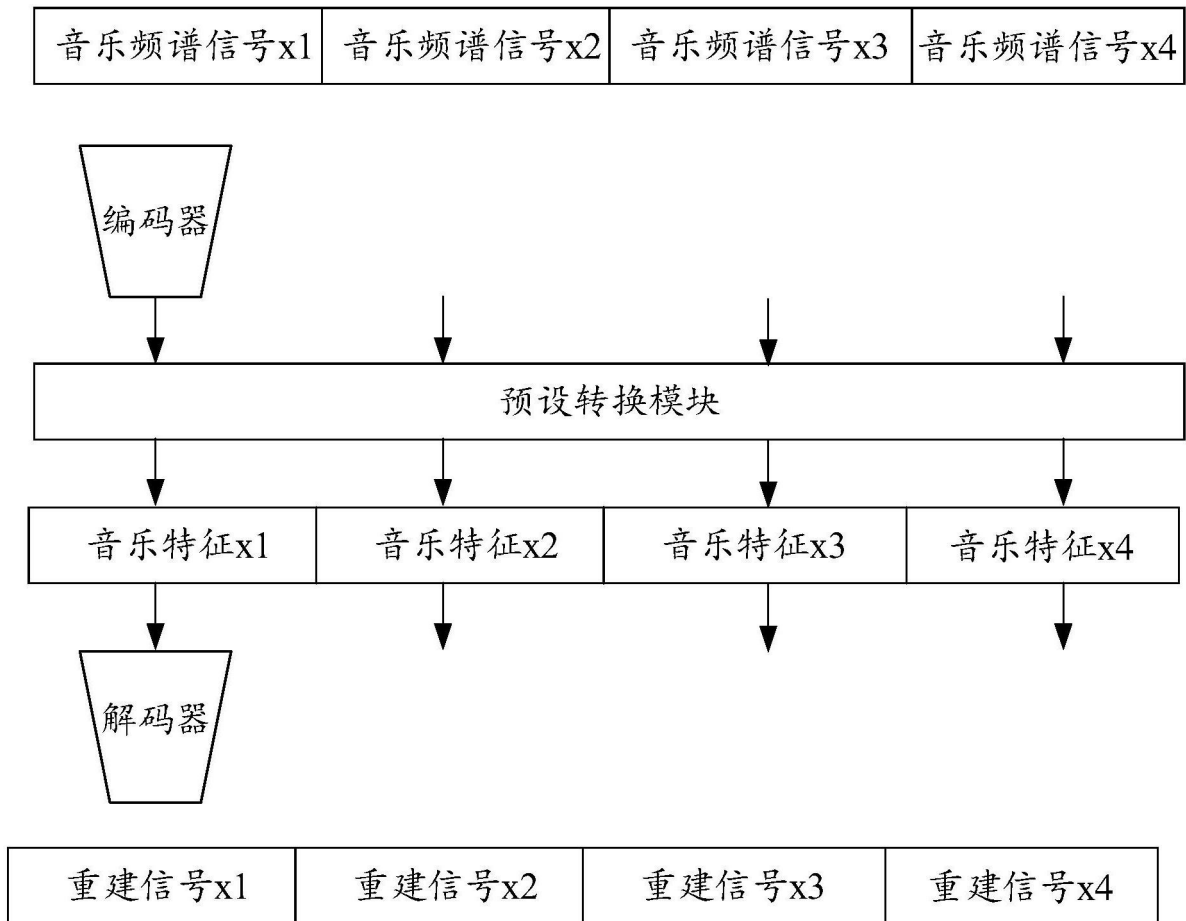 音乐频谱信号x1 音乐频谱信号x2 音乐频谱信号x3 音乐频谱信号x4
编码器
预设转换模块
音乐特征x1 音乐特征x2 音乐特征x3 音乐特征x4
解码器
重建信号x1 重建信号x2 重建信号x3 重建信号x4